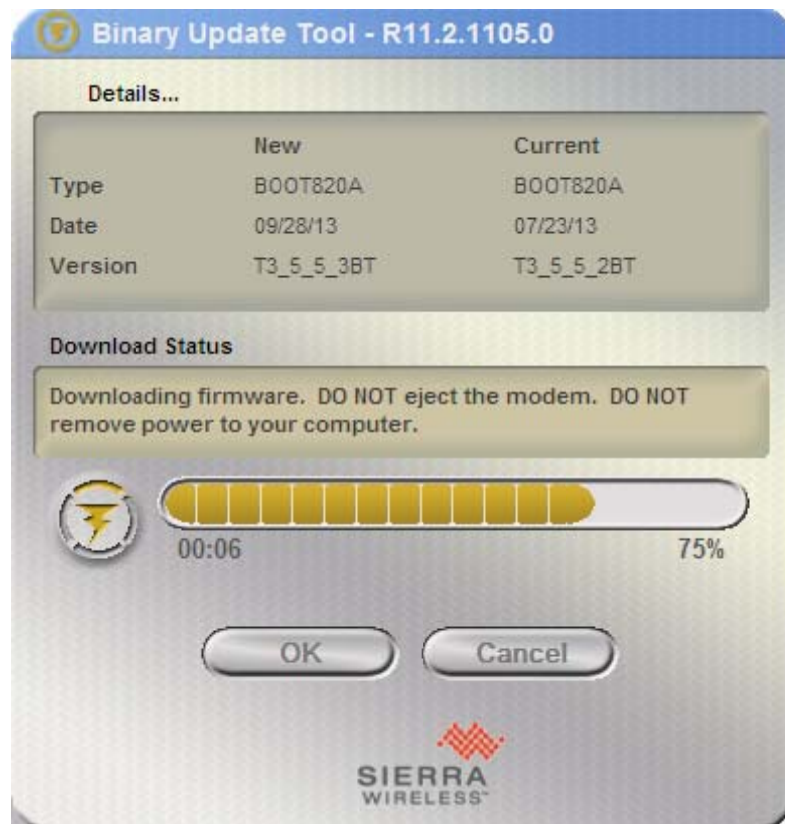 Binary Update Tool - R11.2.1105.0
Details...
New Current
Type BOOT820A BOOT820A
Date 09/28/13 07/23/13
Version T3_5_5_3BT T3_5_5_2BT
Download Status
Downloading firmware. DO NOT eject the modem. DO NOT
remove power to your computer.
00:06 75%
OK Cancel
SIERRA
WIRELESS